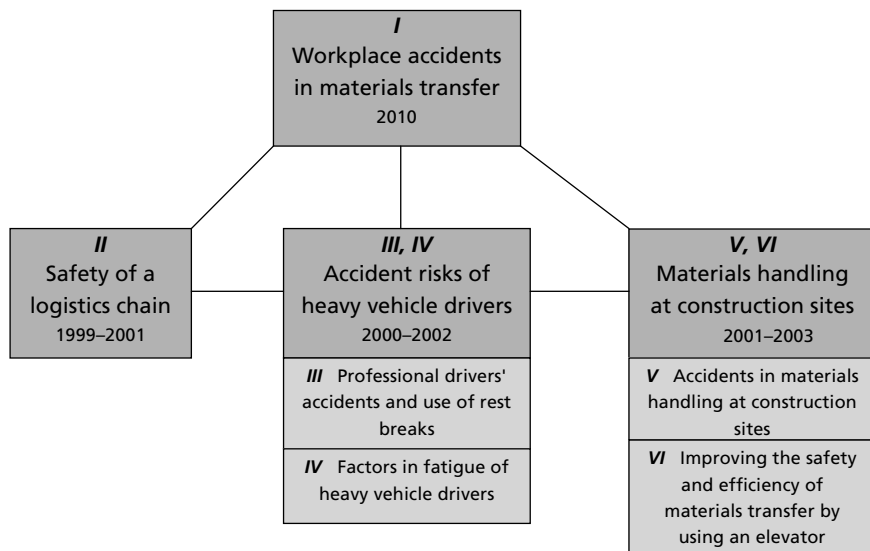 I
Workplace accidents
in materials transfer
2010
II
Safety of a
logistics chain
1999–2001
III, IV
Accident risks of
heavy vehicle drivers
2000–2002
III Professional drivers'
accidents and use of rest
breaks
IV Factors in fatigue of
heavy vehicle drivers
V, VI
Materials handling
at construction sites
2001–2003
V Accidents in materials
handling at construction
sites
VI Improving the safety
and efficiency of
materials transfer by
using an elevator